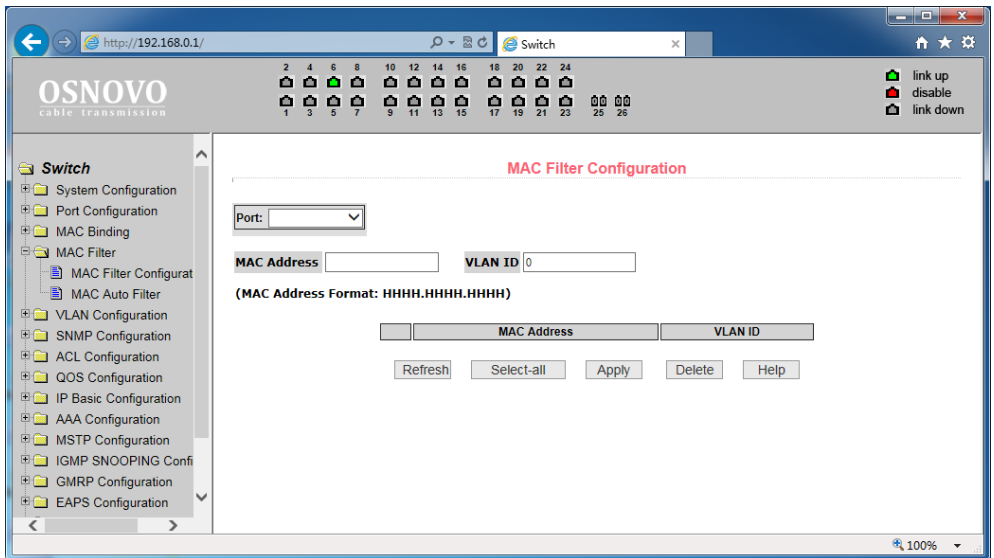 http://192.168.0.1/
Switch
OSNOVO
cable transmission
2 4 6 8 10 12 14 16 18 20 22 24
1 3 5 7 9 11 13 15 17 19 21 23 25 26
link up
disable
link down
Switch
System Configuration
Port Configuration
MAC Binding
MAC Filter
MAC Filter Configurat
MAC Auto Filter
VLAN Configuration
SNMP Configuration
ACL Configuration
QOS Configuration
IP Basic Configuration
AAA Configuration
MSTP Configuration
IGMP SNOOPING Confi
GMRP Configuration
EAPS Configuration
MAC Filter Configuration
Port:
MAC Address VLAN ID 0
(MAC Address Format: HHHH.HHHH.HHHH)
MAC Address VLAN ID
Refresh Select-all Apply Delete Help
100%